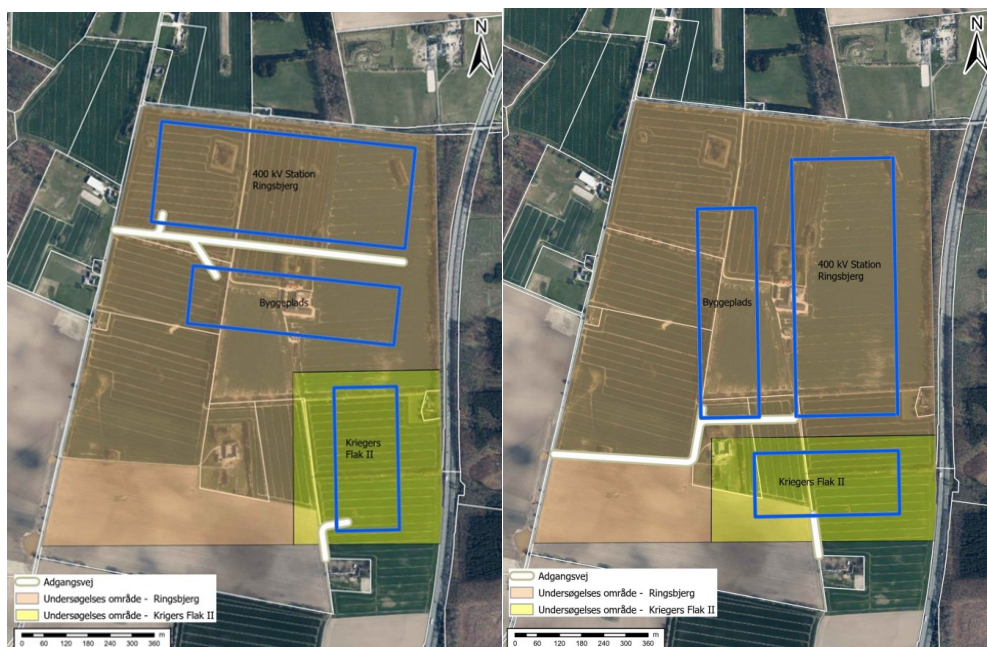 N
400 kV Station
Ringsbjerg
Byggeplads
Kriegers
Flak II
Adgangsvej
Undersøgelses område - Ringsbjerg
Undersøgelses område - Krigers Flak II
0 60 120 180 240 300 360 m
N
400 kV Station
Ringsbjerg
Byggeplads
Kriegers Flak II
Adgangsvej
Undersøgelses område - Ringsbjerg
Undersøgelses område - Kriegers Flak II
0 60 120 180 240 300 360 m